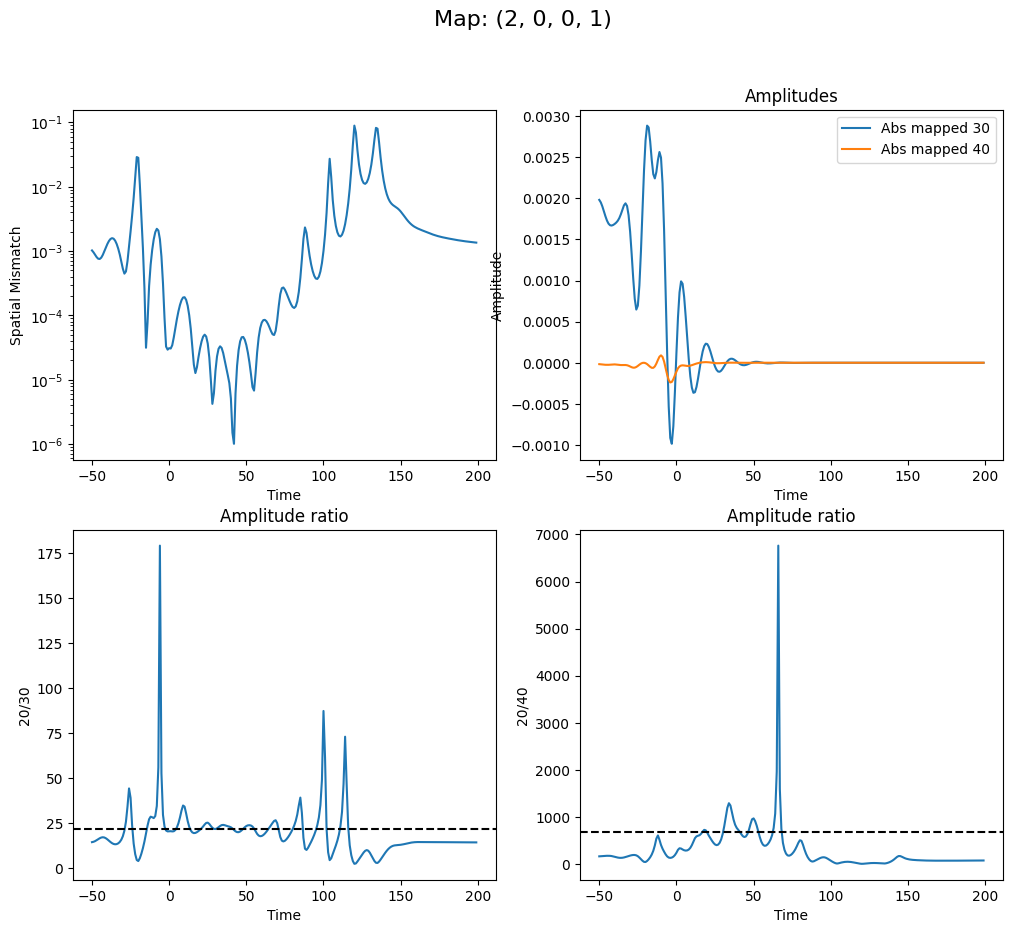 Map: (2, 0, 0, 1)
Spatial Mismatch
10⁻¹
10⁻²
10⁻³
10⁻⁴
10⁻⁵
10⁻⁶
−50 0 50 100 150 200
Time
Amplitudes
Amplitude
0.0030
0.0025
0.0020
0.0015
0.0010
0.0005
0.0000
−0.0005
−0.0010
Abs mapped 30
Abs mapped 40
−50 0 50 100 150 200
Time
Amplitude ratio
20/30
175
150
125
100
75
50
25
0
−50 0 50 100 150 200
Time
Amplitude ratio
20/40
7000
6000
5000
4000
3000
2000
1000
0
−50 0 50 100 150 200
Time